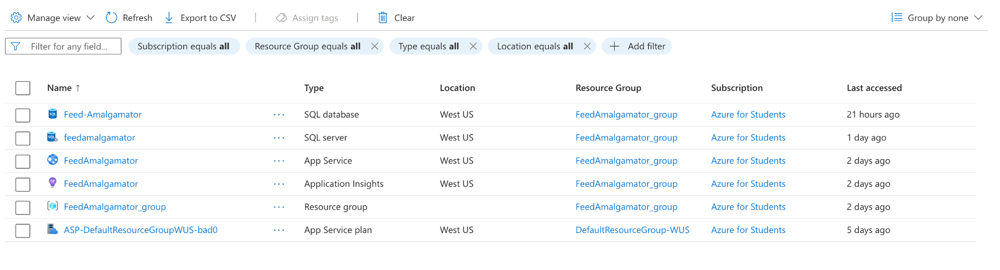 Manage view Refresh Export to CSV | Assign tags | Clear Group by none
Filter for any field... Subscription equals all Resource Group equals all Type equals all Location equals all Add filter
Name ↑ Type Location Resource Group Subscription Last accessed
SQL Feed-Amalgamator ... SQL database West US FeedAmalgamator_group Azure for Students 21 hours ago
SQL feedamalgamator ... SQL server West US FeedAmalgamator_group Azure for Students 1 day ago
FeedAmalgamator ... App Service West US FeedAmalgamator_group Azure for Students 2 days ago
FeedAmalgamator ... Application Insights West US FeedAmalgamator_group Azure for Students 2 days ago
FeedAmalgamator_group ... Resource group FeedAmalgamator_group Azure for Students 2 days ago
ASP-DefaultResourceGroupWUS-bad0 ... App Service plan West US DefaultResourceGroup-WUS Azure for Students 5 days ago